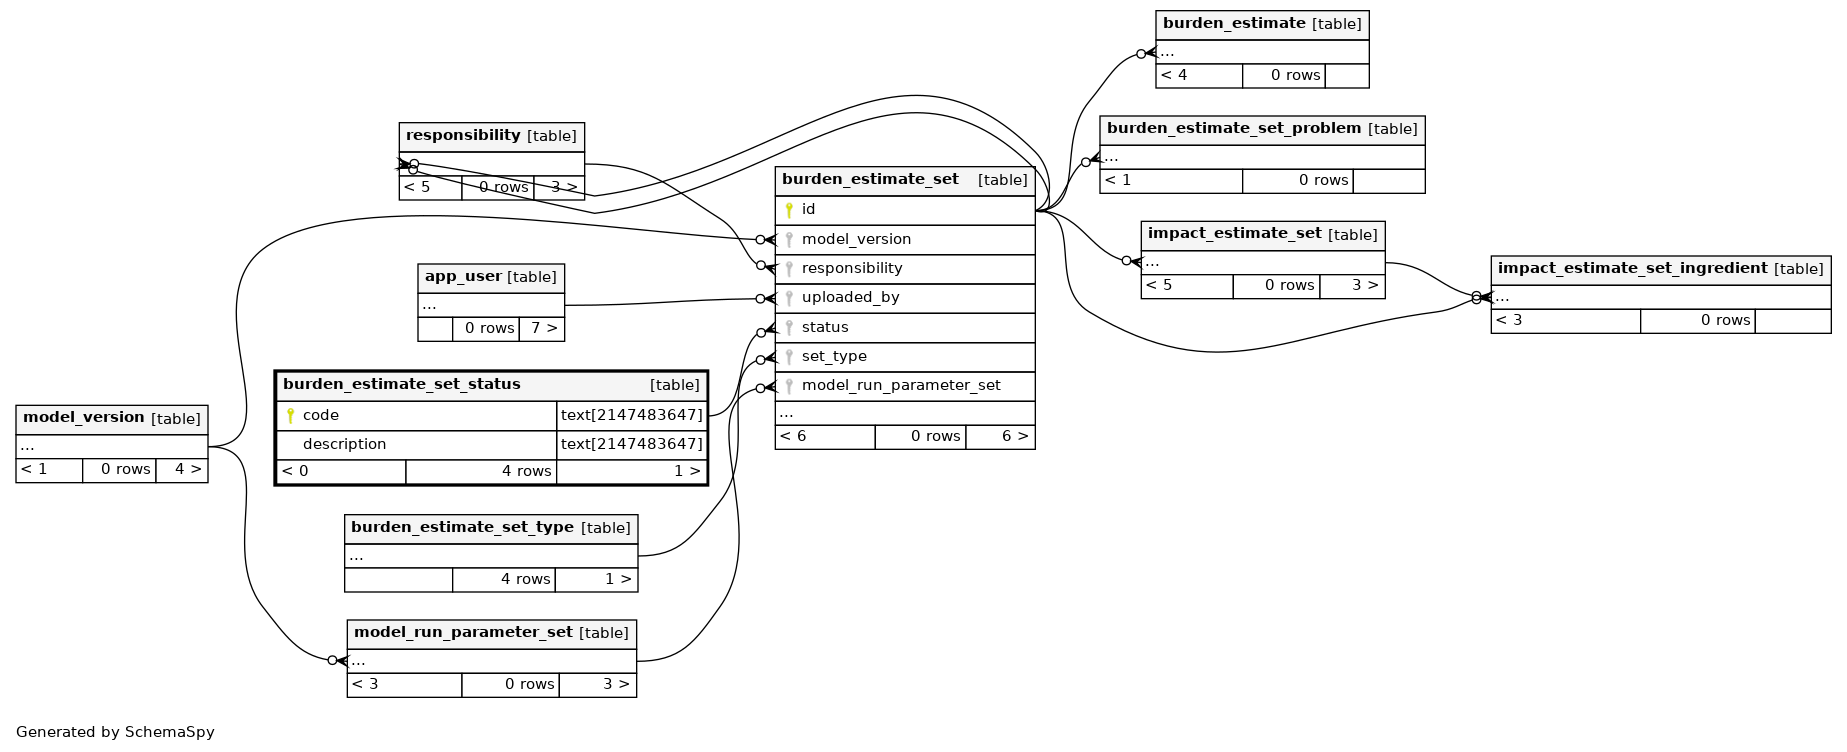 burden_estimate [table]
...
< 4 0 rows
responsibility [table]
< 5 0 rows 3 >
burden_estimate_set_problem [table]
...
< 1 0 rows
burden_estimate_set [table]
id
model_version
responsibility
uploaded_by
status
set_type
model_run_parameter_set
...
< 6 0 rows 6 >
impact_estimate_set [table]
...
< 5 0 rows 3 >
impact_estimate_set_ingredient [table]
...
< 3 0 rows
app_user [table]
...
0 rows 7 >
burden_estimate_set_status [table]
code text[2147483647]
description text[2147483647]
< 0 4 rows 1 >
model_version [table]
...
< 1 0 rows 4 >
burden_estimate_set_type [table]
...
4 rows 1 >
model_run_parameter_set [table]
...
< 3 0 rows 3 >
Generated by SchemaSpy